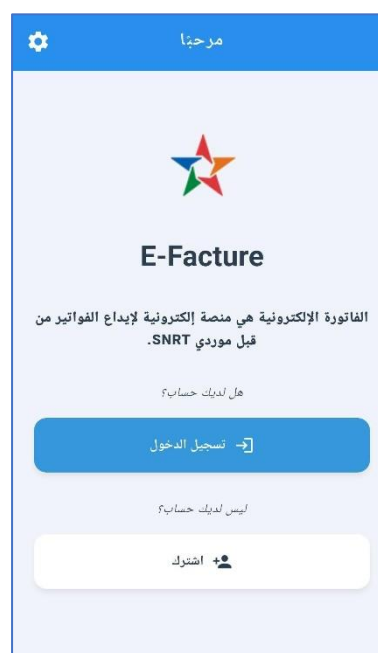 مرحبًا
E-Facture
الفاتورة الإلكترونية هي منصة إلكترونية لإيداع الفواتير من
قبل موردي SNRT.
هل لديك حساب؟
تسجيل الدخول
ليس لديك حساب؟
اشترك